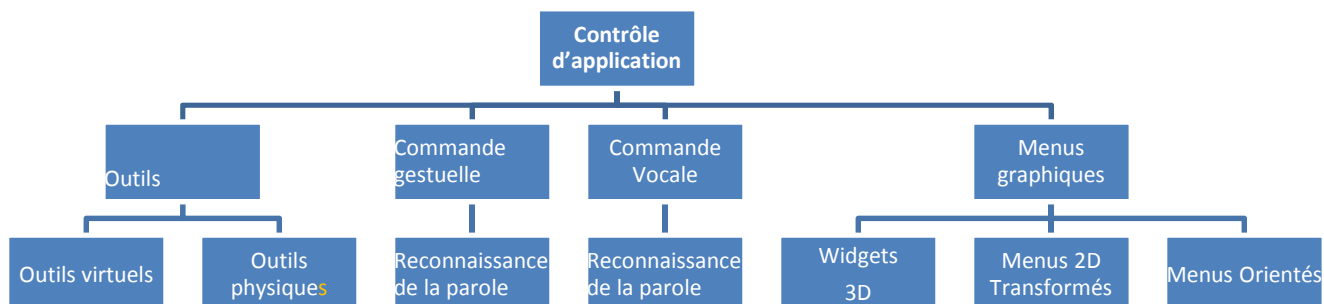 Contrôle
d’application
Outils
Commande
gestuelle
Commande
Vocale
Menus
graphiques
Outils virtuels
Outils
physiques
Reconnaissance
de la parole
Reconnaissance
de la parole
Widgets
3D
Menus 2D
Transformés
Menus Orientés